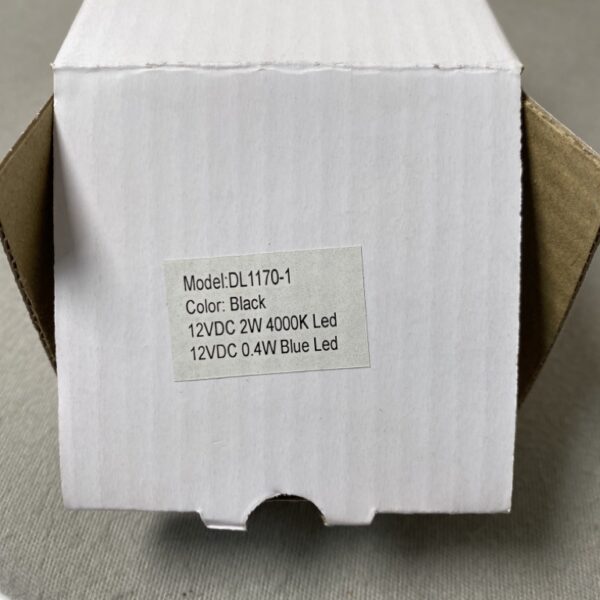 Model:DL1170-1
Color: Black
12VDC 2W 4000K Led
12VDC 0.4W Blue Led